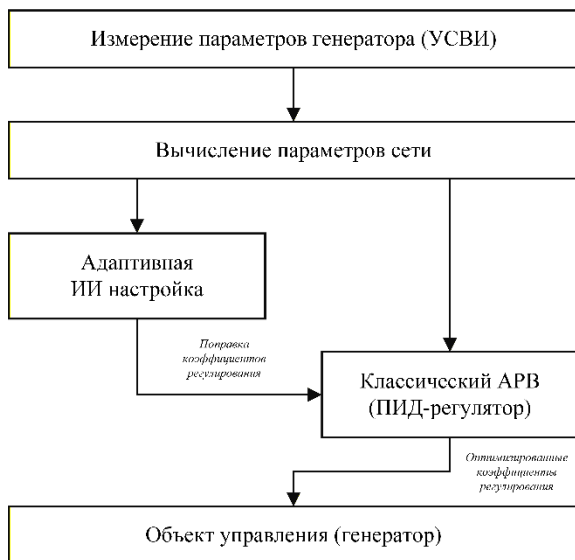 Измерение параметров генератора (УСВИ)
Вычисление параметров сети
Адаптивная
ИИ настройка
Поправка
коэффициентов
регулирования
Классический АРВ
(ПИД-регулятор)
Оптимизированные
коэффициенты
регулирования
Объект управления (генератор)